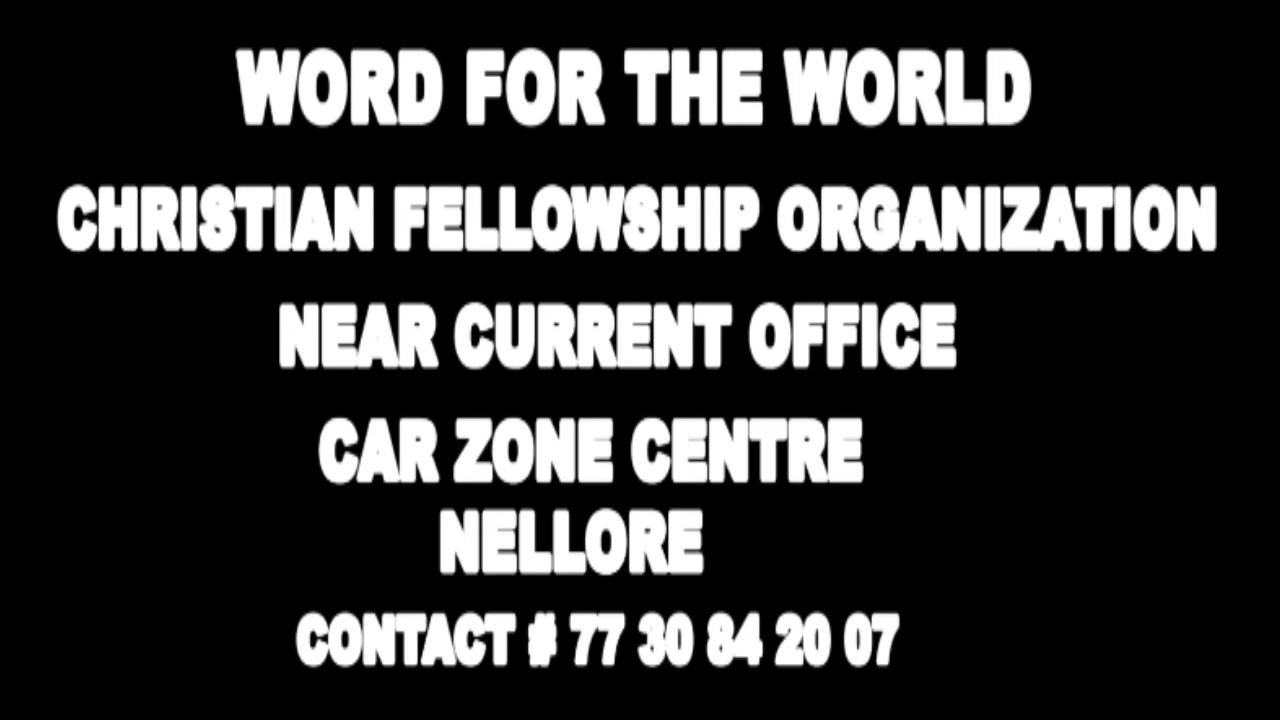 WORD FOR THE WORLD
CHRISTIAN FELLOWSHIP ORGANIZATION
NEAR CURRENT OFFICE
CAR ZONE CENTRE
NELLORE
CONTACT # 77 30 84 20 07